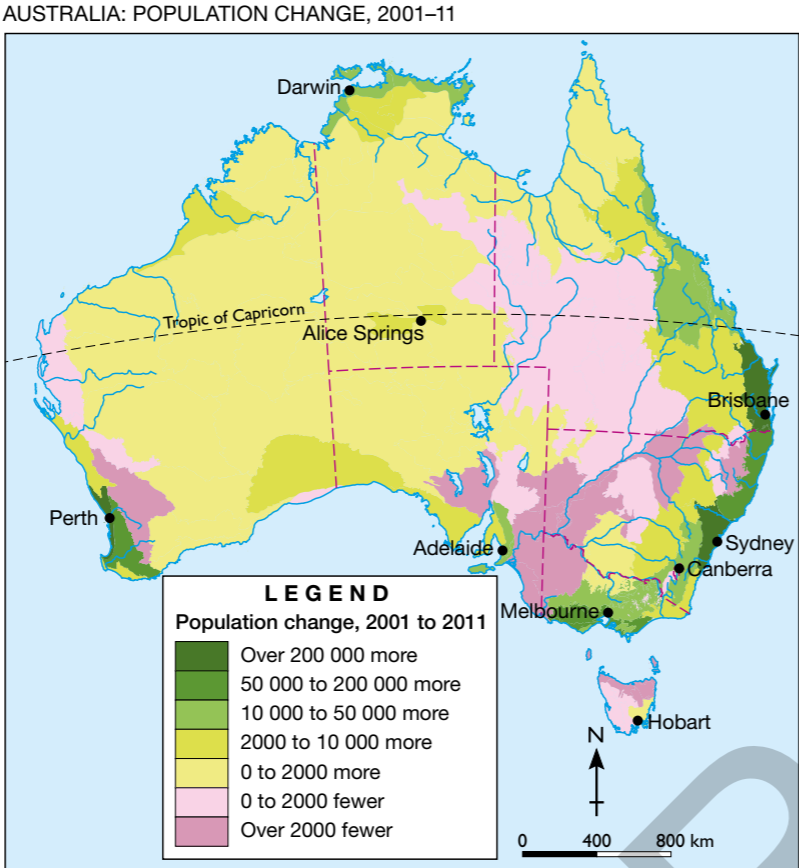 AUSTRALIA: POPULATION CHANGE, 2001–11
Darwin
Tropic of Capricorn
Alice Springs
Brisbane
Perth
Adelaide
Sydney
Canberra
Melbourne
Hobart
LEGEND
Population change, 2001 to 2011
Over 200 000 more
50 000 to 200 000 more
10 000 to 50 000 more
2000 to 10 000 more
0 to 2000 more
0 to 2000 fewer
Over 2000 fewer
N
0 400 800 km